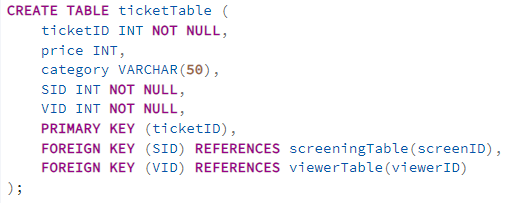 CREATE TABLE ticketTable (
    ticketID INT NOT NULL,
    price INT,
    category VARCHAR(50),
    SID INT NOT NULL,
    VID INT NOT NULL,
    PRIMARY KEY (ticketID),
    FOREIGN KEY (SID) REFERENCES screeningTable(screenID),
    FOREIGN KEY (VID) REFERENCES viewerTable(viewerID)
);